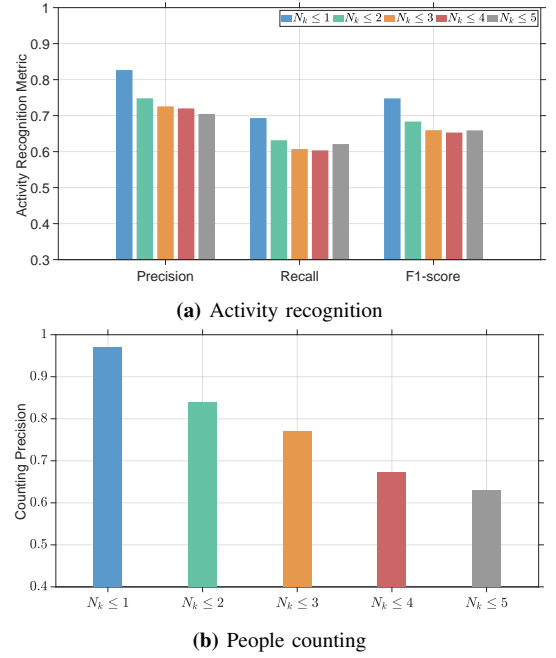 1
0.9
0.8
0.7
0.6
0.5
0.4
0.3
Activity Recognition Metric
N_k ≤ 1 N_k ≤ 2 N_k ≤ 3 N_k ≤ 4 N_k ≤ 5
Precision Recall F1-score
(a) Activity recognition
1
0.9
0.8
0.7
0.6
0.5
0.4
Counting Precision
N_k ≤ 1 N_k ≤ 2 N_k ≤ 3 N_k ≤ 4 N_k ≤ 5
(b) People counting